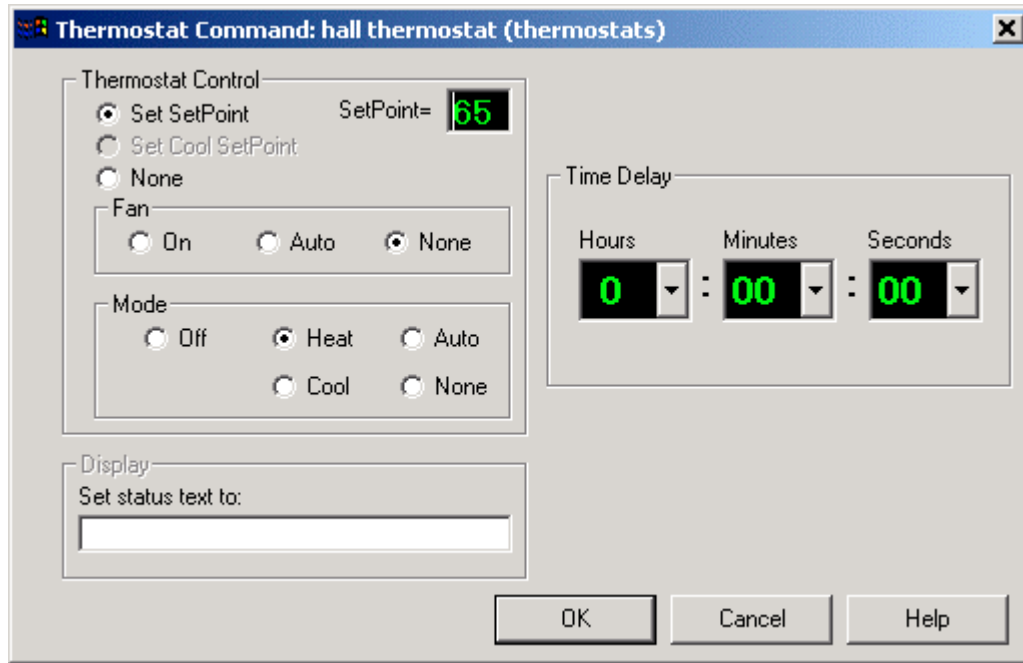 Thermostat Command: hall thermostat (thermostats)
Thermostat Control
Set SetPoint SetPoint= 65
Set Cool SetPoint
None
Fan
On Auto None
Mode
Off Heat Auto
Cool None
Display
Set status text to:
Time Delay
Hours Minutes Seconds
0 : 00 : 00
OK Cancel Help